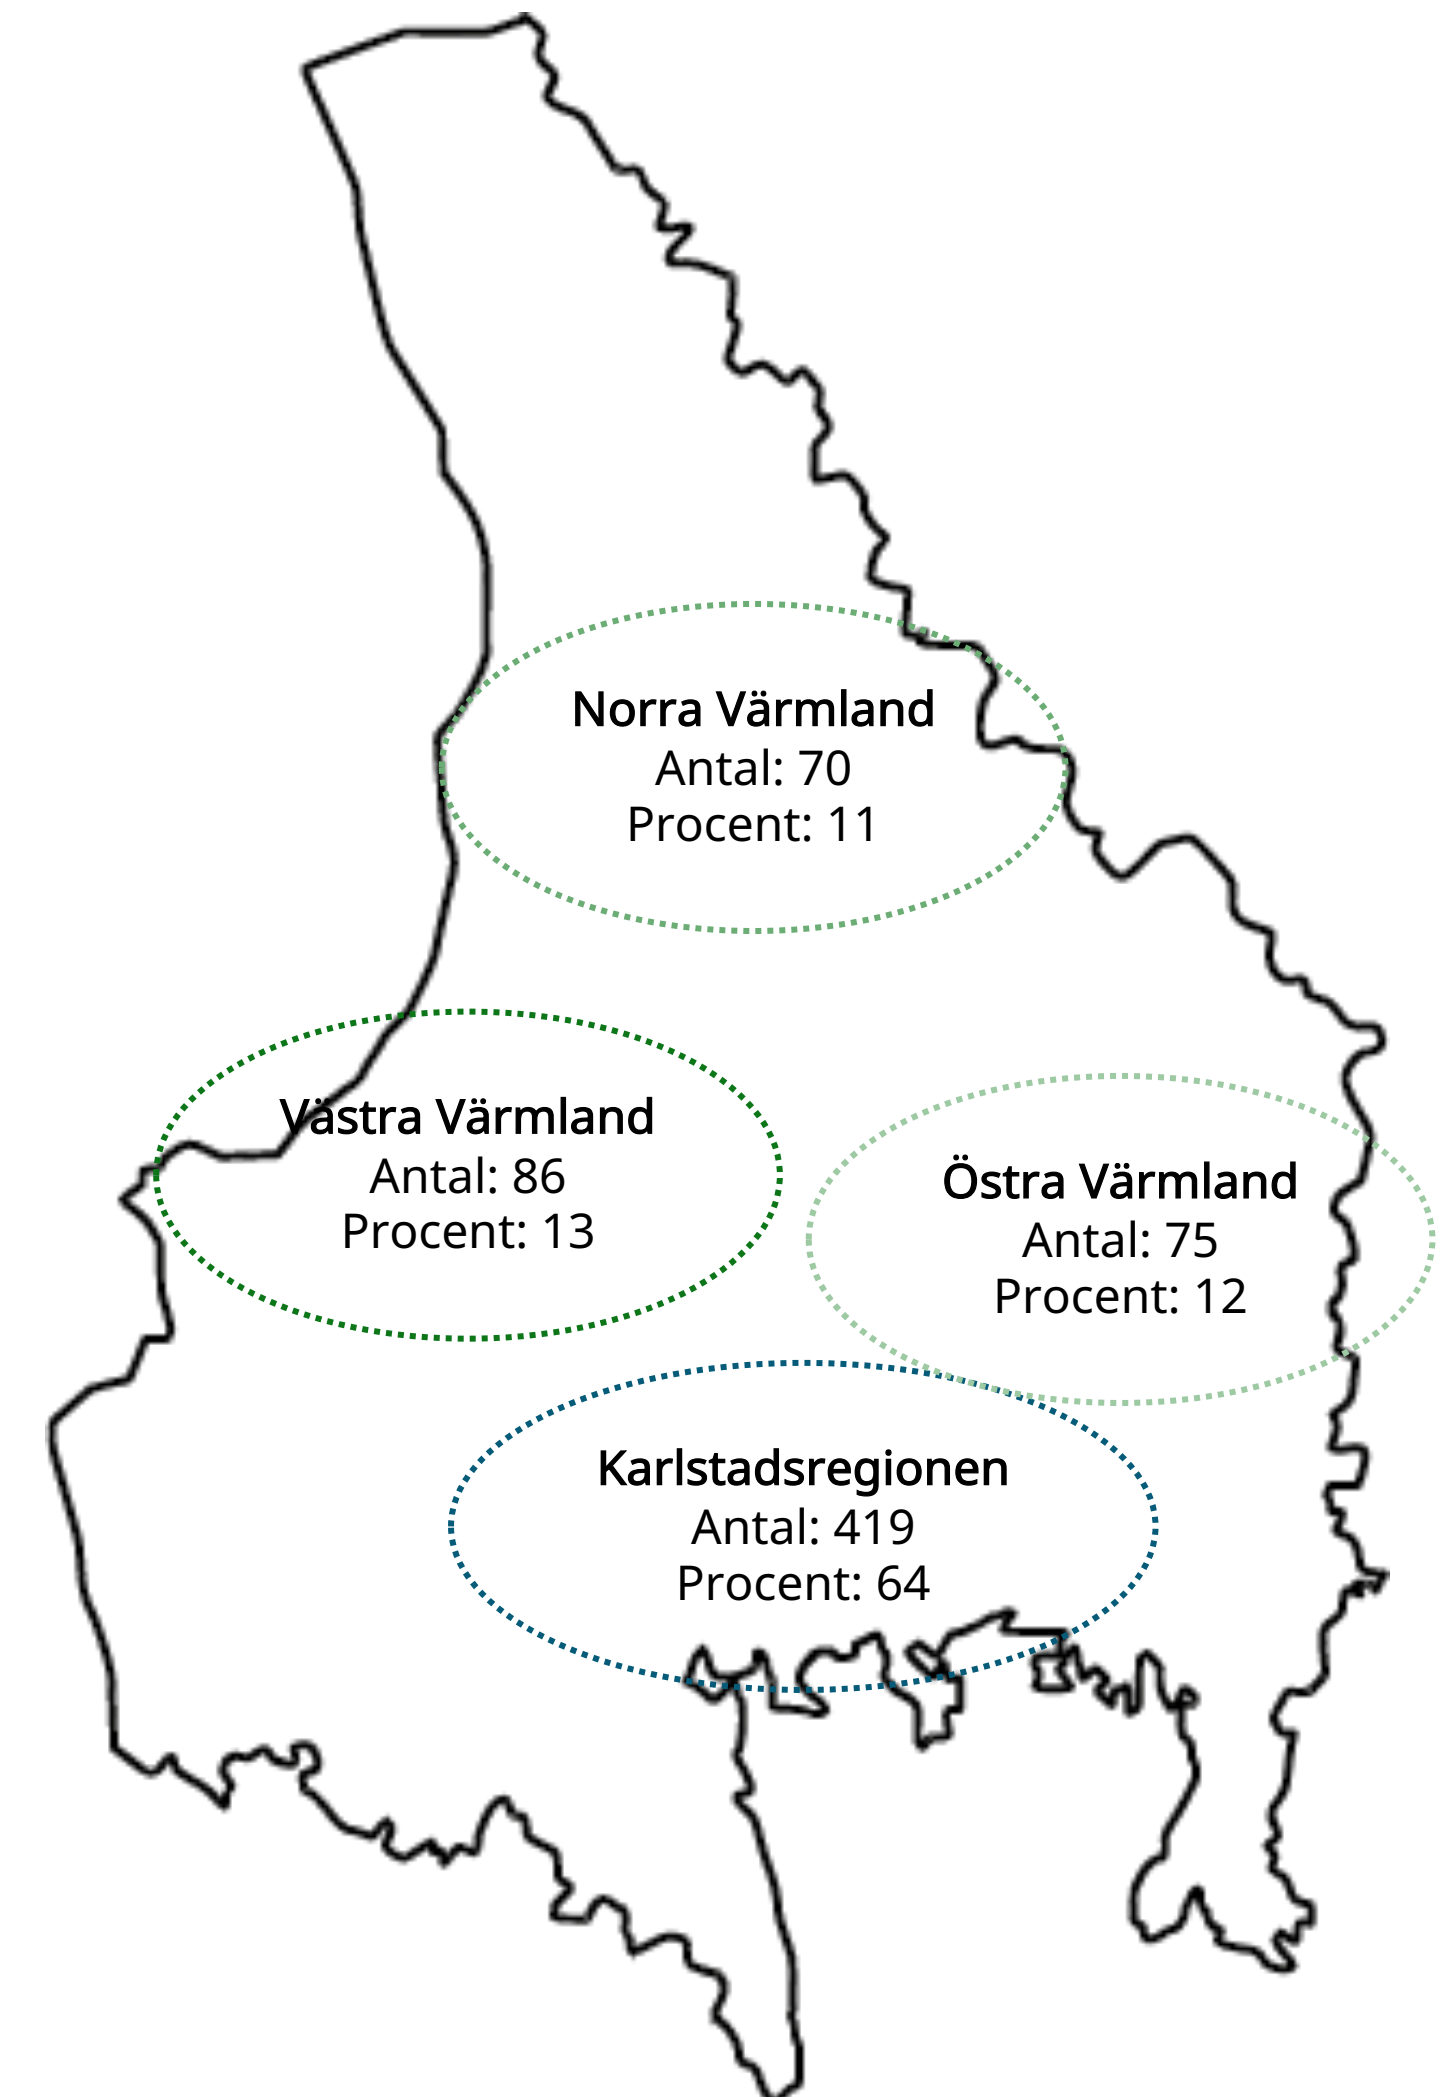 Norra Värmland
Antal: 70
Procent: 11
Västra Värmland
Antal: 86
Procent: 13
Östra Värmland
Antal: 75
Procent: 12
Karlstadsregionen
Antal: 419
Procent: 64